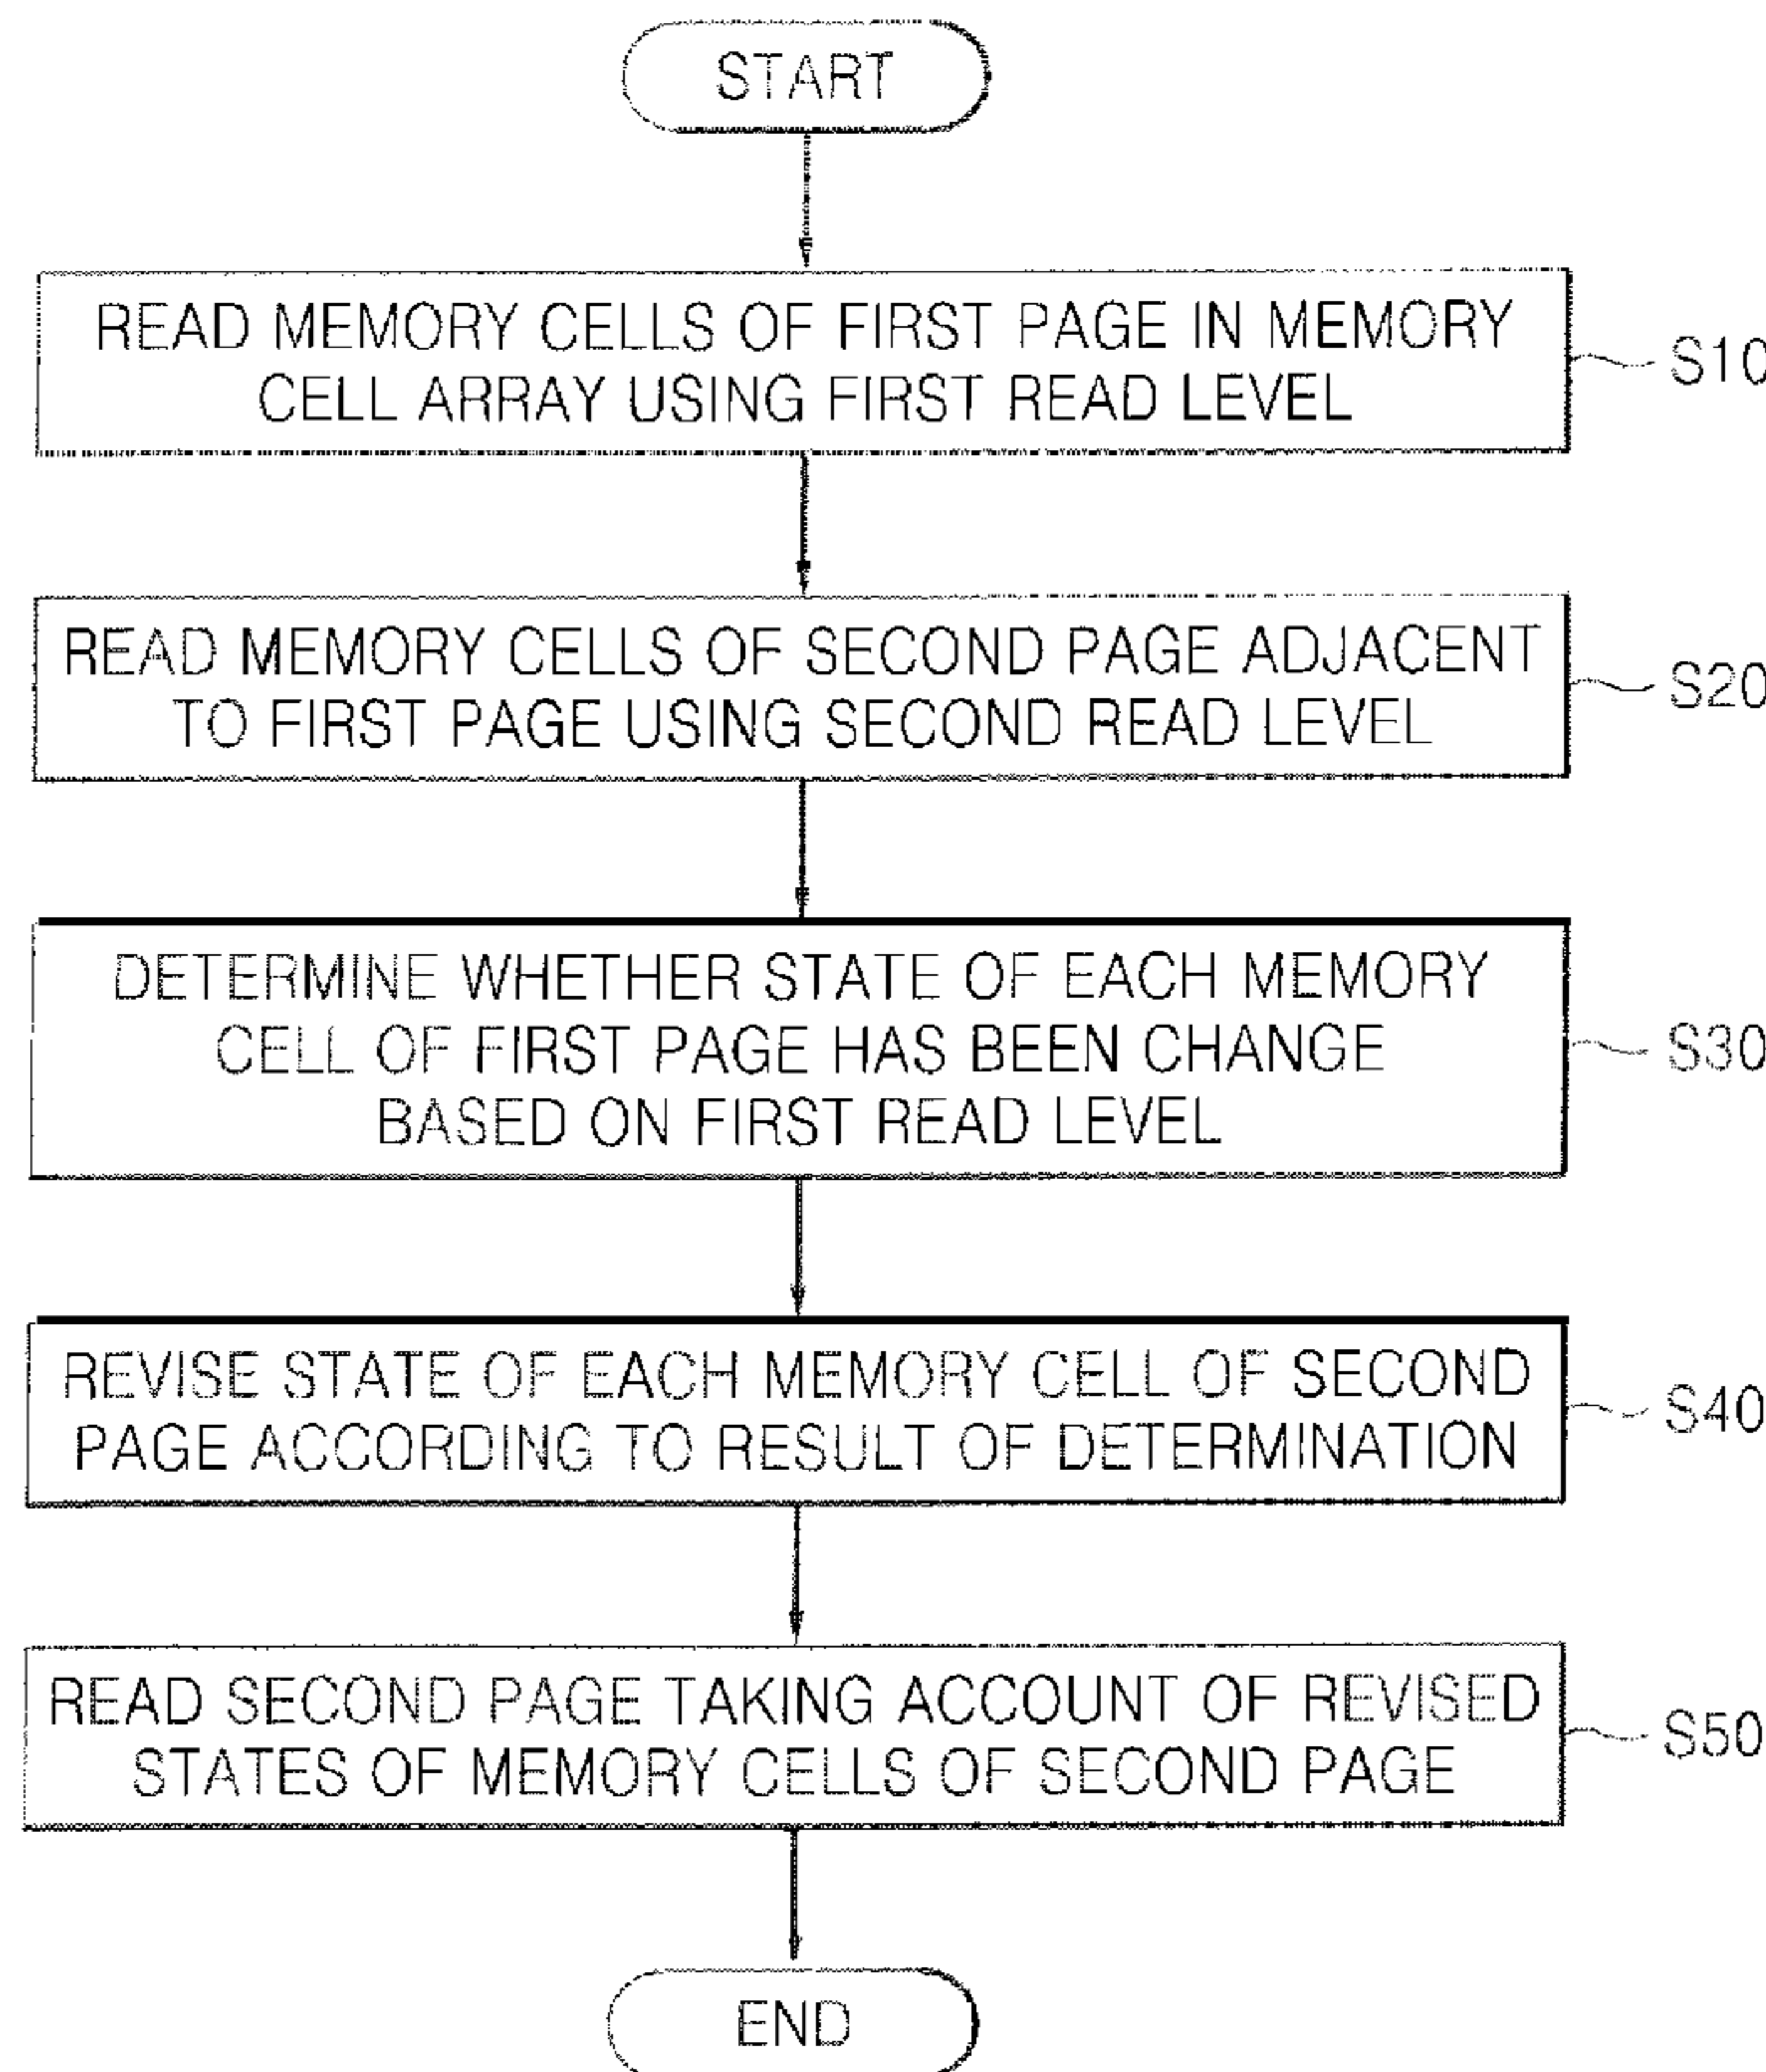 START
READ MEMORY CELLS OF FIRST PAGE IN MEMORY
CELL ARRAY USING FIRST READ LEVEL
S10
READ MEMORY CELLS OF SECOND PAGE ADJACENT
TO FIRST PAGE USING SECOND READ LEVEL
S20
DETERMINE WHETHER STATE OF EACH MEMORY
CELL OF FIRST PAGE HAS BEEN CHANGE
BASED ON FIRST READ LEVEL
S30
REVISE STATE OF EACH MEMORY CELL OF SECOND
PAGE ACCORDING TO RESULT OF DETERMINATION
S40
READ SECOND PAGE TAKING ACCOUNT OF REVISED
STATES OF MEMORY CELLS OF SECOND PAGE
S50
END